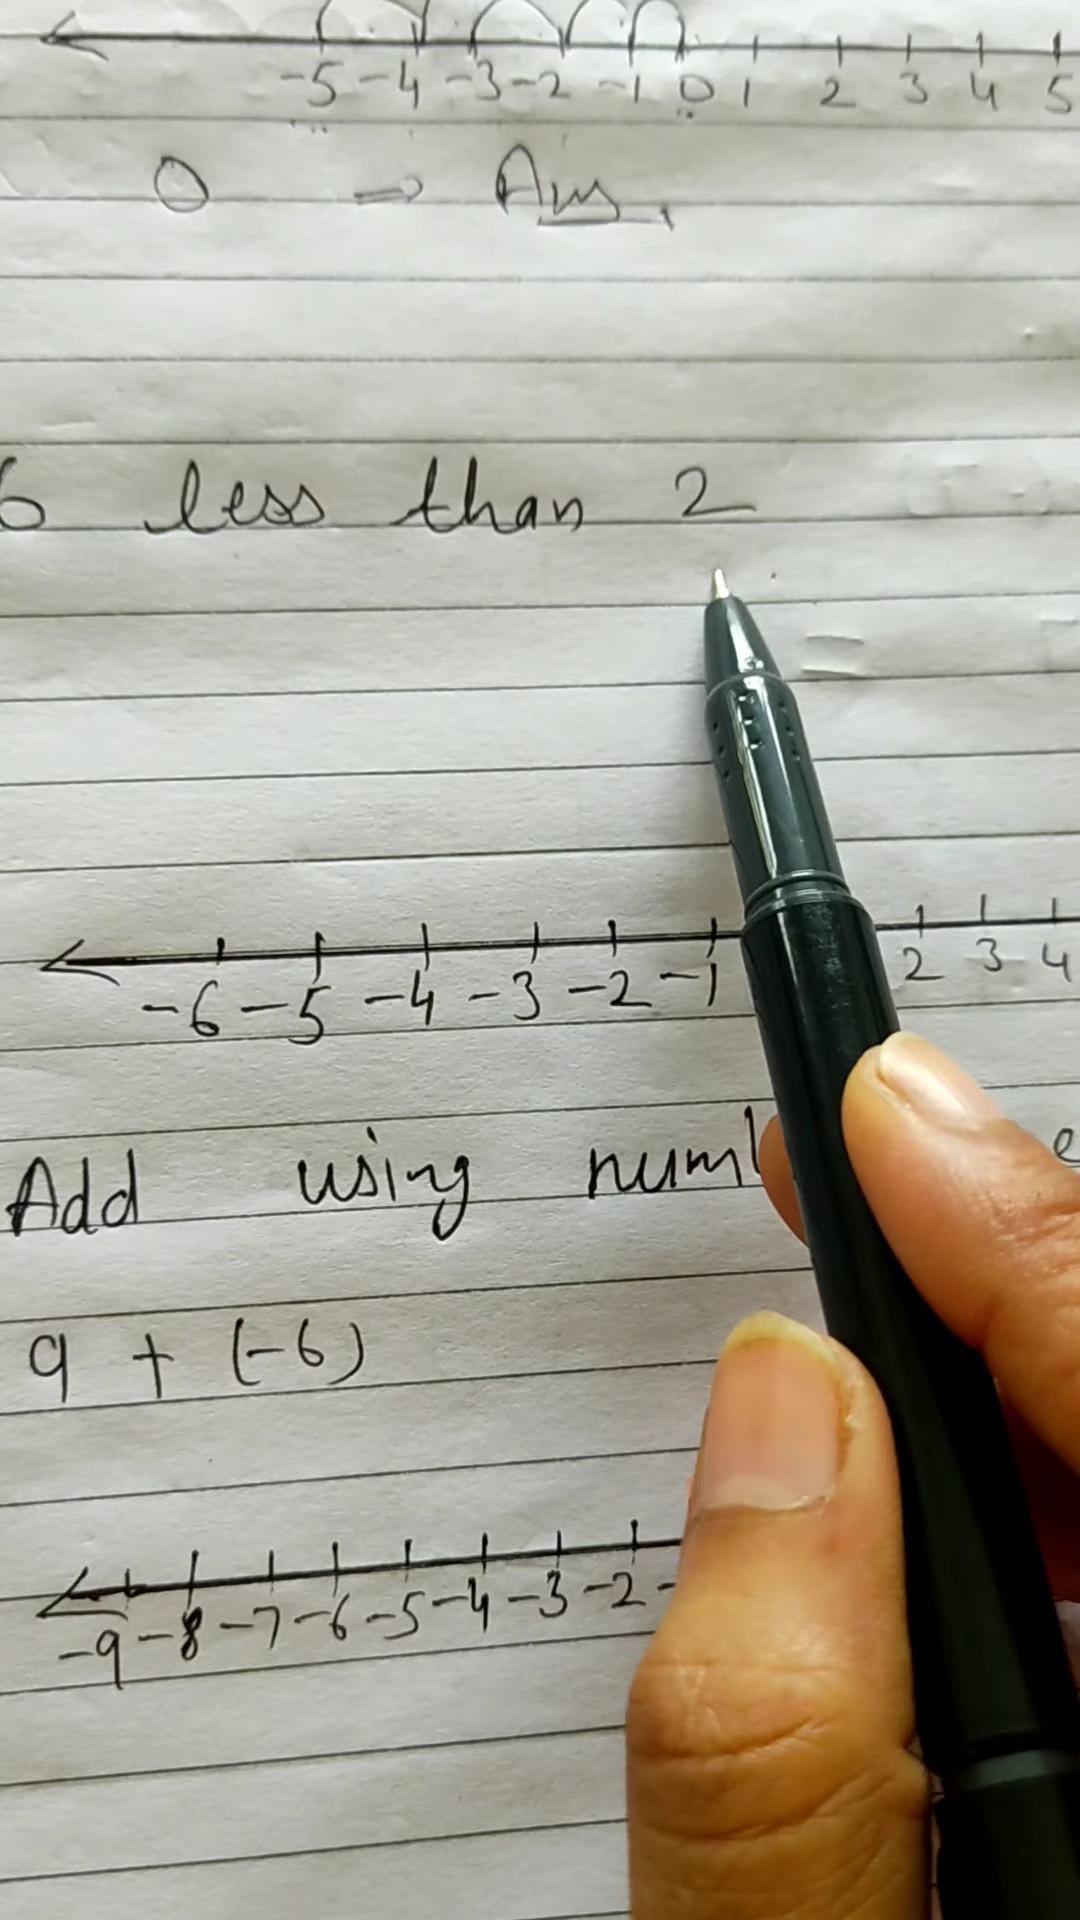 -5 -4 -3 -2 -1 0 1 2 3 4 5
0 ⇒ Ans.
6 less than 2
-6 -5 -4 -3 -2 -1 2 3 4
Add using
9 + (-6)
-9 -8 -7 -6 -5 -4 -3 -2